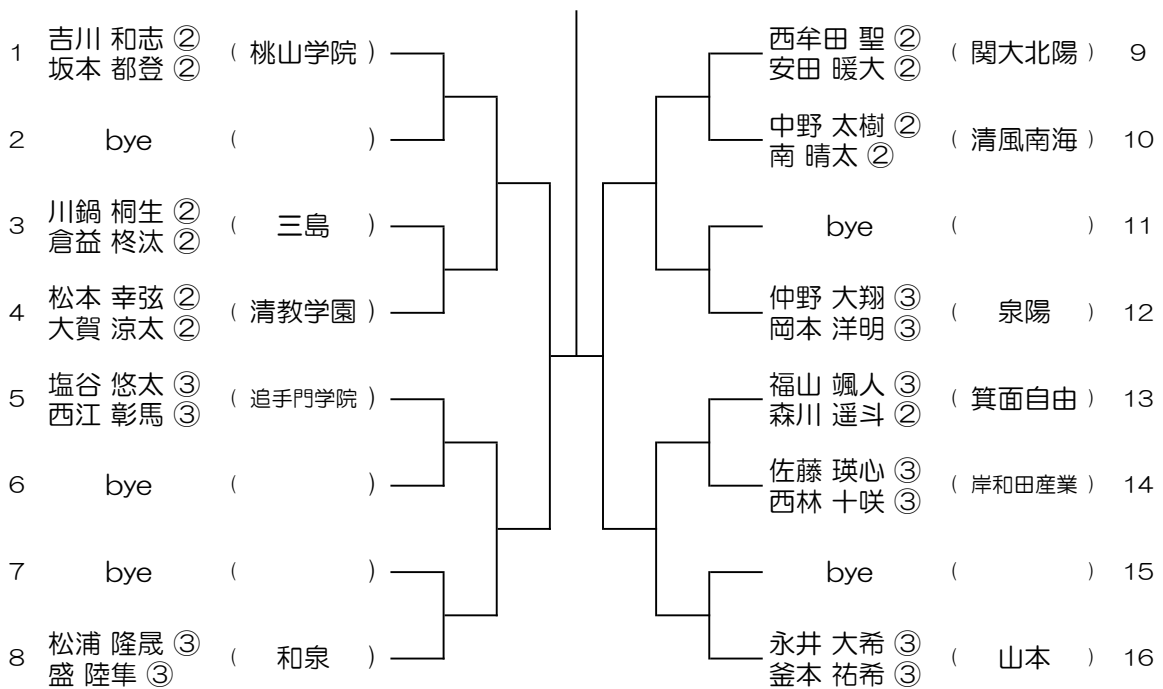 吉川 和志 ②
1 ( 桃山学院 )
坂本 都登 ②
2 bye ( )
川鍋 桐生 ②
3 ( 三島 )
倉益 柊汰 ②
松本 幸弦 ②
4 ( 清教学園 )
大賀 涼太 ②
塩谷 悠太 ③
5 ( 追手門学院 )
西江 彰馬 ③
6 bye ( )
7 bye ( )
松浦 隆晟 ③
8 ( 和泉 )
盛 陸隼 ③
西牟田 聖 ②
( 関大北陽 ) 9
安田 暖大 ②
中野 太樹 ②
( 清風南海 ) 10
南 晴太 ②
bye ( ) 11
仲野 大翔 ③
( 泉陽 ) 12
岡本 洋明 ③
福山 颯人 ③
( 箕面自由 ) 13
森川 遥斗 ②
佐藤 瑛心 ③
( 岸和田産業 ) 14
西林 十咲 ③
bye ( ) 15
永井 大希 ③
( 山本 ) 16
釜本 祐希 ③